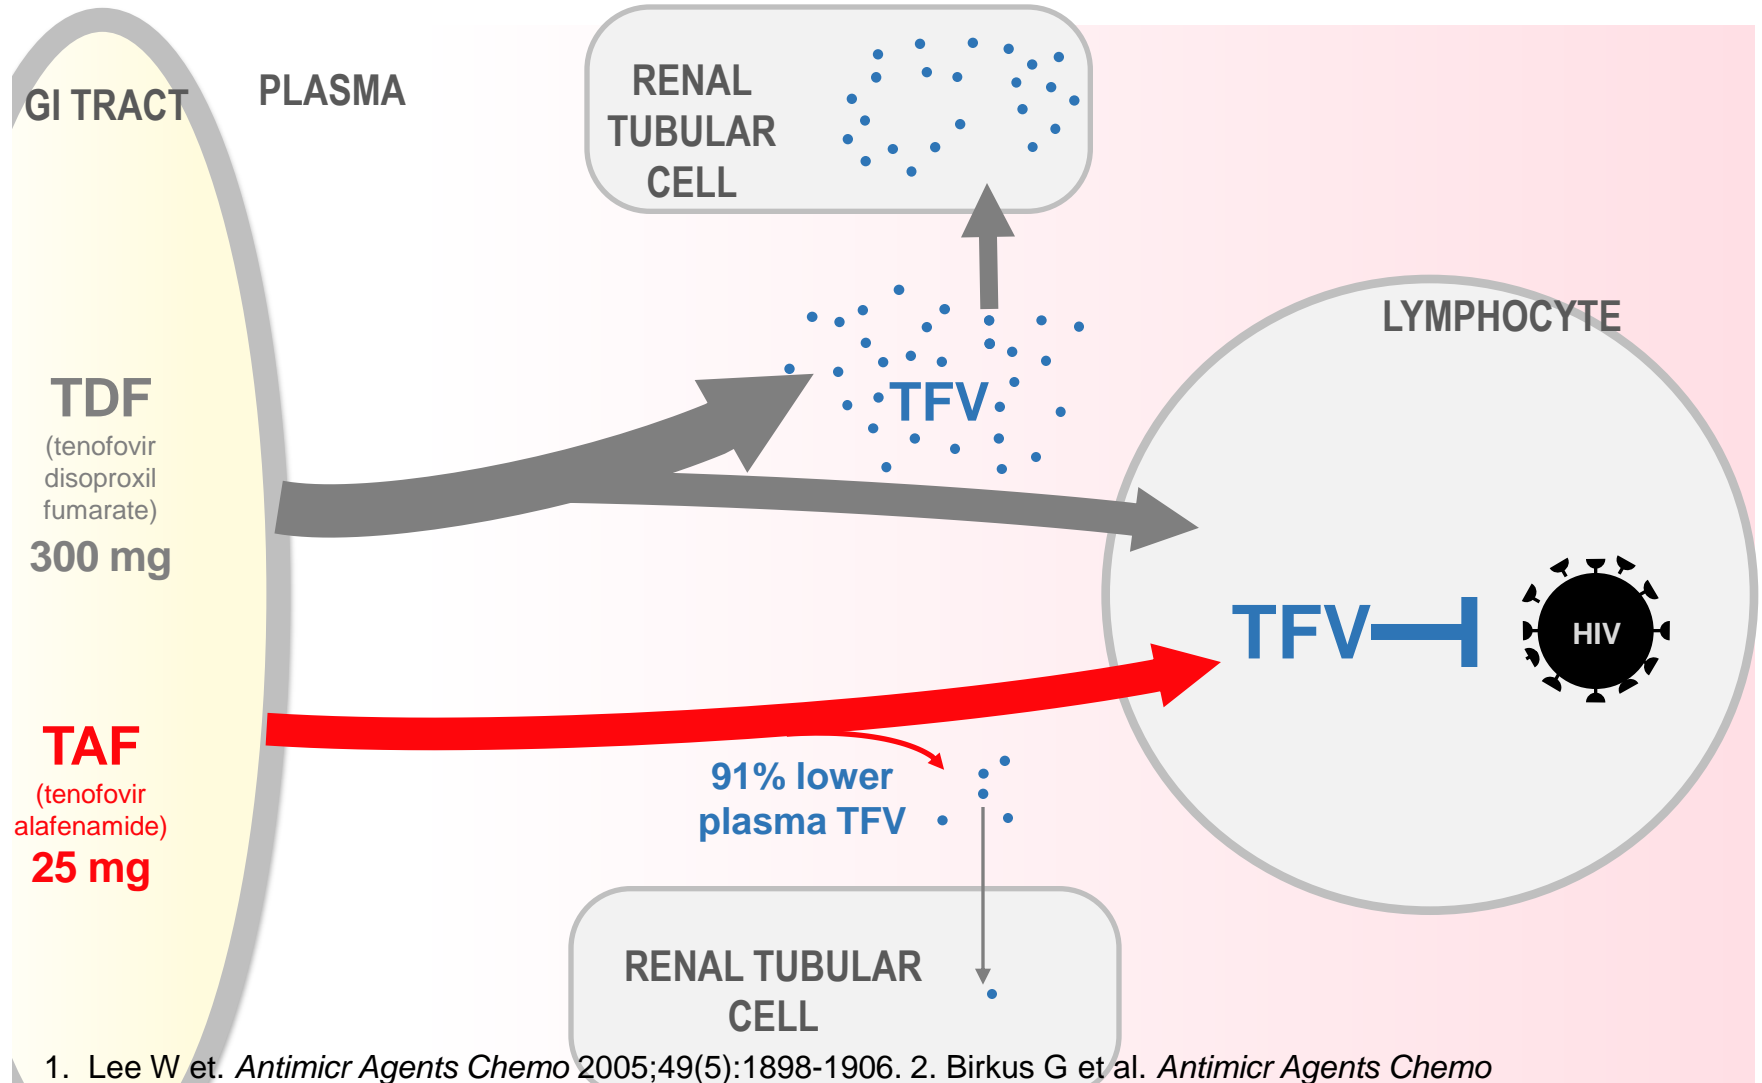 GI TRACT
PLASMA
RENAL
TUBULAR
CELL
LYMPHOCYTE
TDF
(tenofovir
disoproxil
fumarate)
300 mg
TFV
TFV
HIV
TAF
(tenofovir
alafenamide)
25 mg
91% lower
plasma TFV
RENAL TUBULAR
CELL
1. Lee W et. Antimicr Agents Chemo 2005;49(5):1898-1906. 2. Birkus G et al. Antimicr Agents Chemo